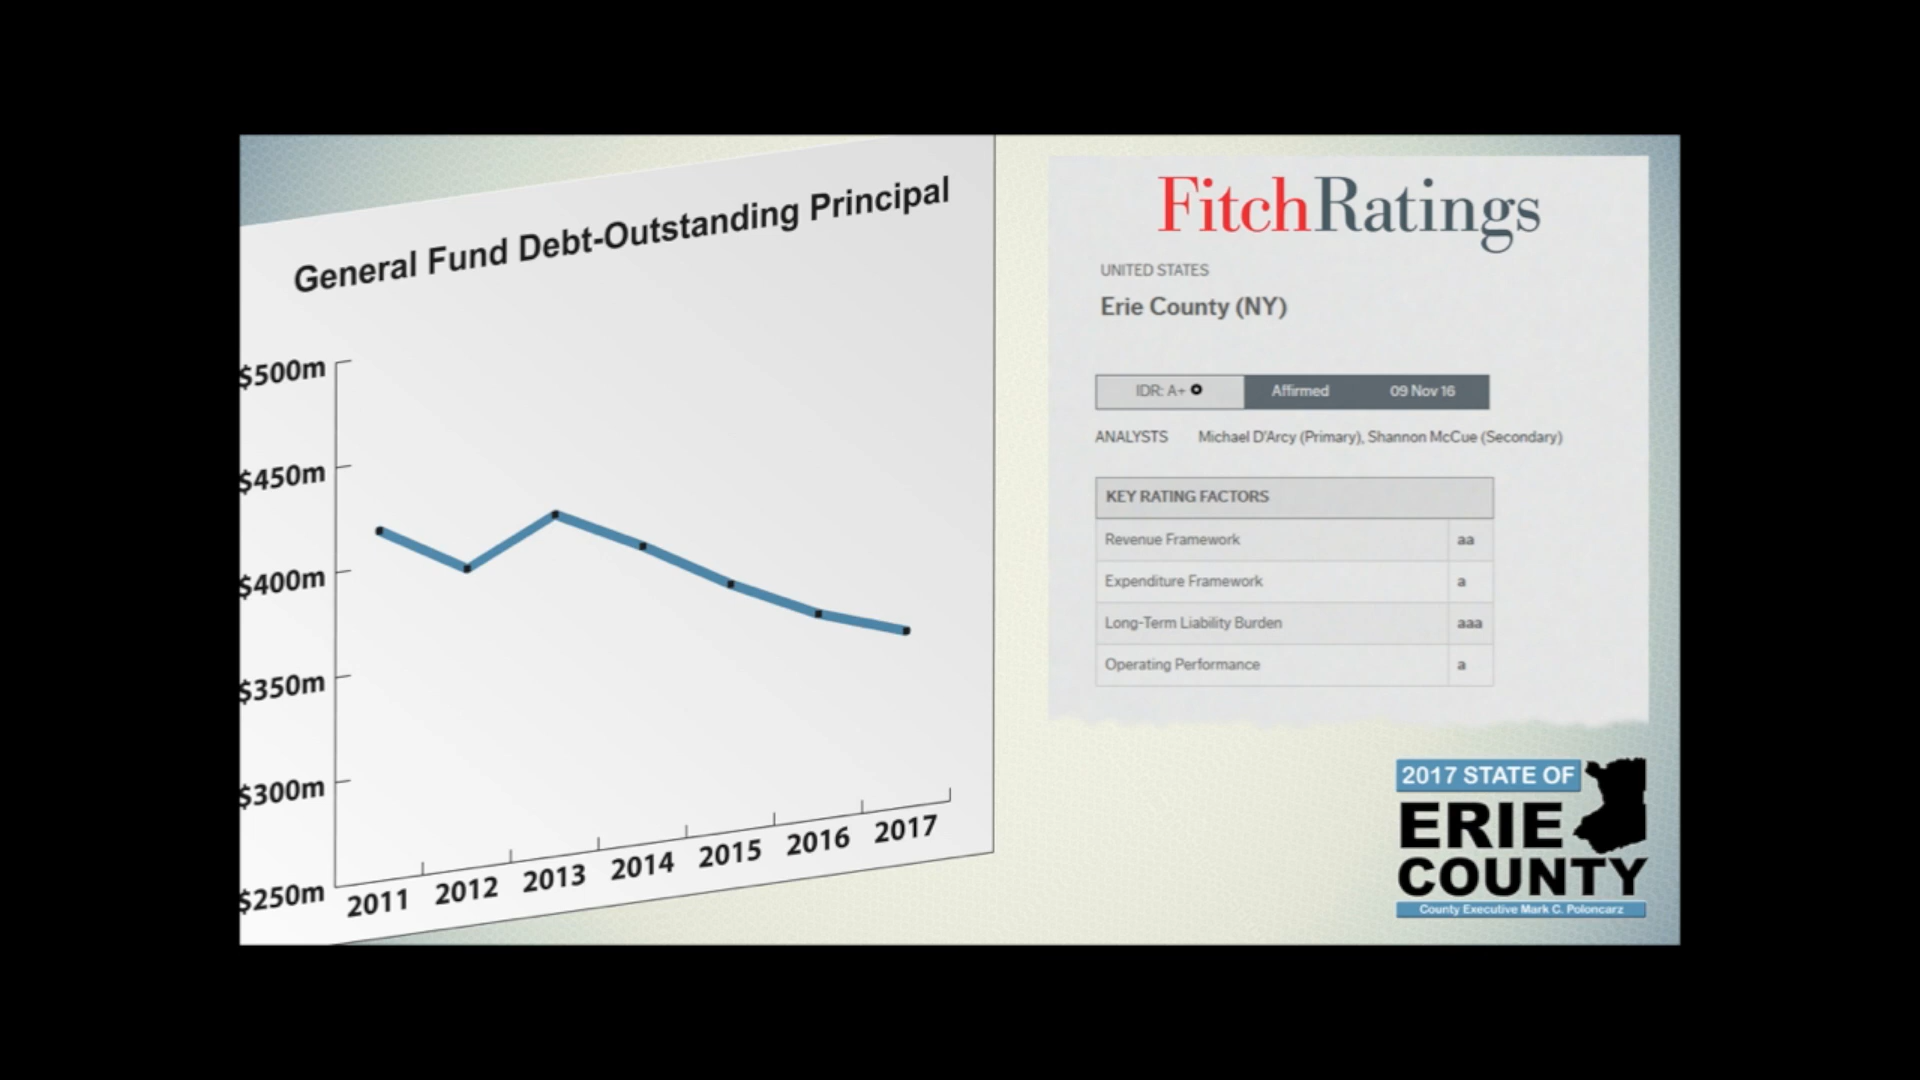 General Fund Debt-Outstanding Principal
$500m
$450m
$400m
$350m
$300m
$250m
2011 2012 2013 2014 2015 2016 2017
FitchRatings
UNITED STATES
Erie County (NY)
IDR: A+ Affirmed 09 Nov 16
ANALYSTS Michael D'Arcy (Primary), Shannon McCue (Secondary)
KEY RATING FACTORS
Revenue Framework aa
Expenditure Framework a
Long-Term Liability Burden aaa
Operating Performance a
2017 STATE OF
ERIE
COUNTY
County Executive Mark C. Poloncarz